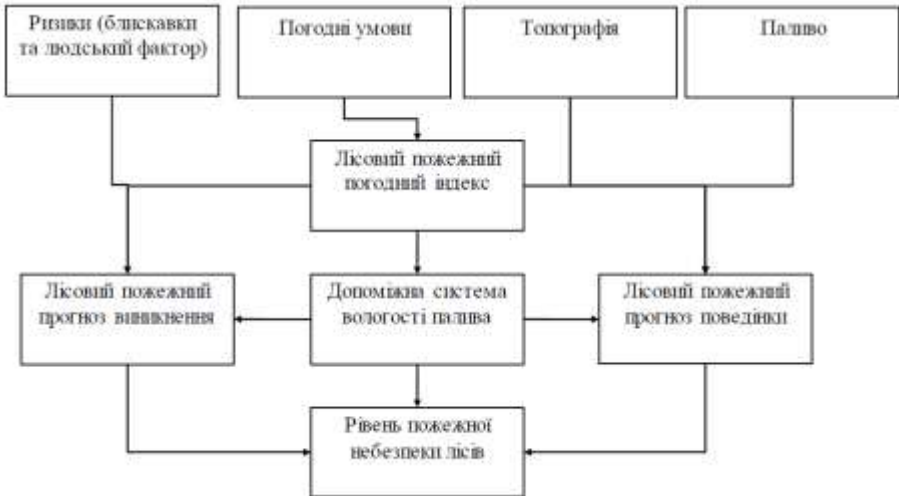 Ризики (блискавки
та людський фактор)
Погодні умови
Топографія
Паливо
Лісовий пожежний
погодний індекс
Лісовий пожежний
прогноз виникнення
Допоміжна система
вологості палива
Лісовий пожежний
прогноз поведінки
Рівень пожежної
небезпеки лісів